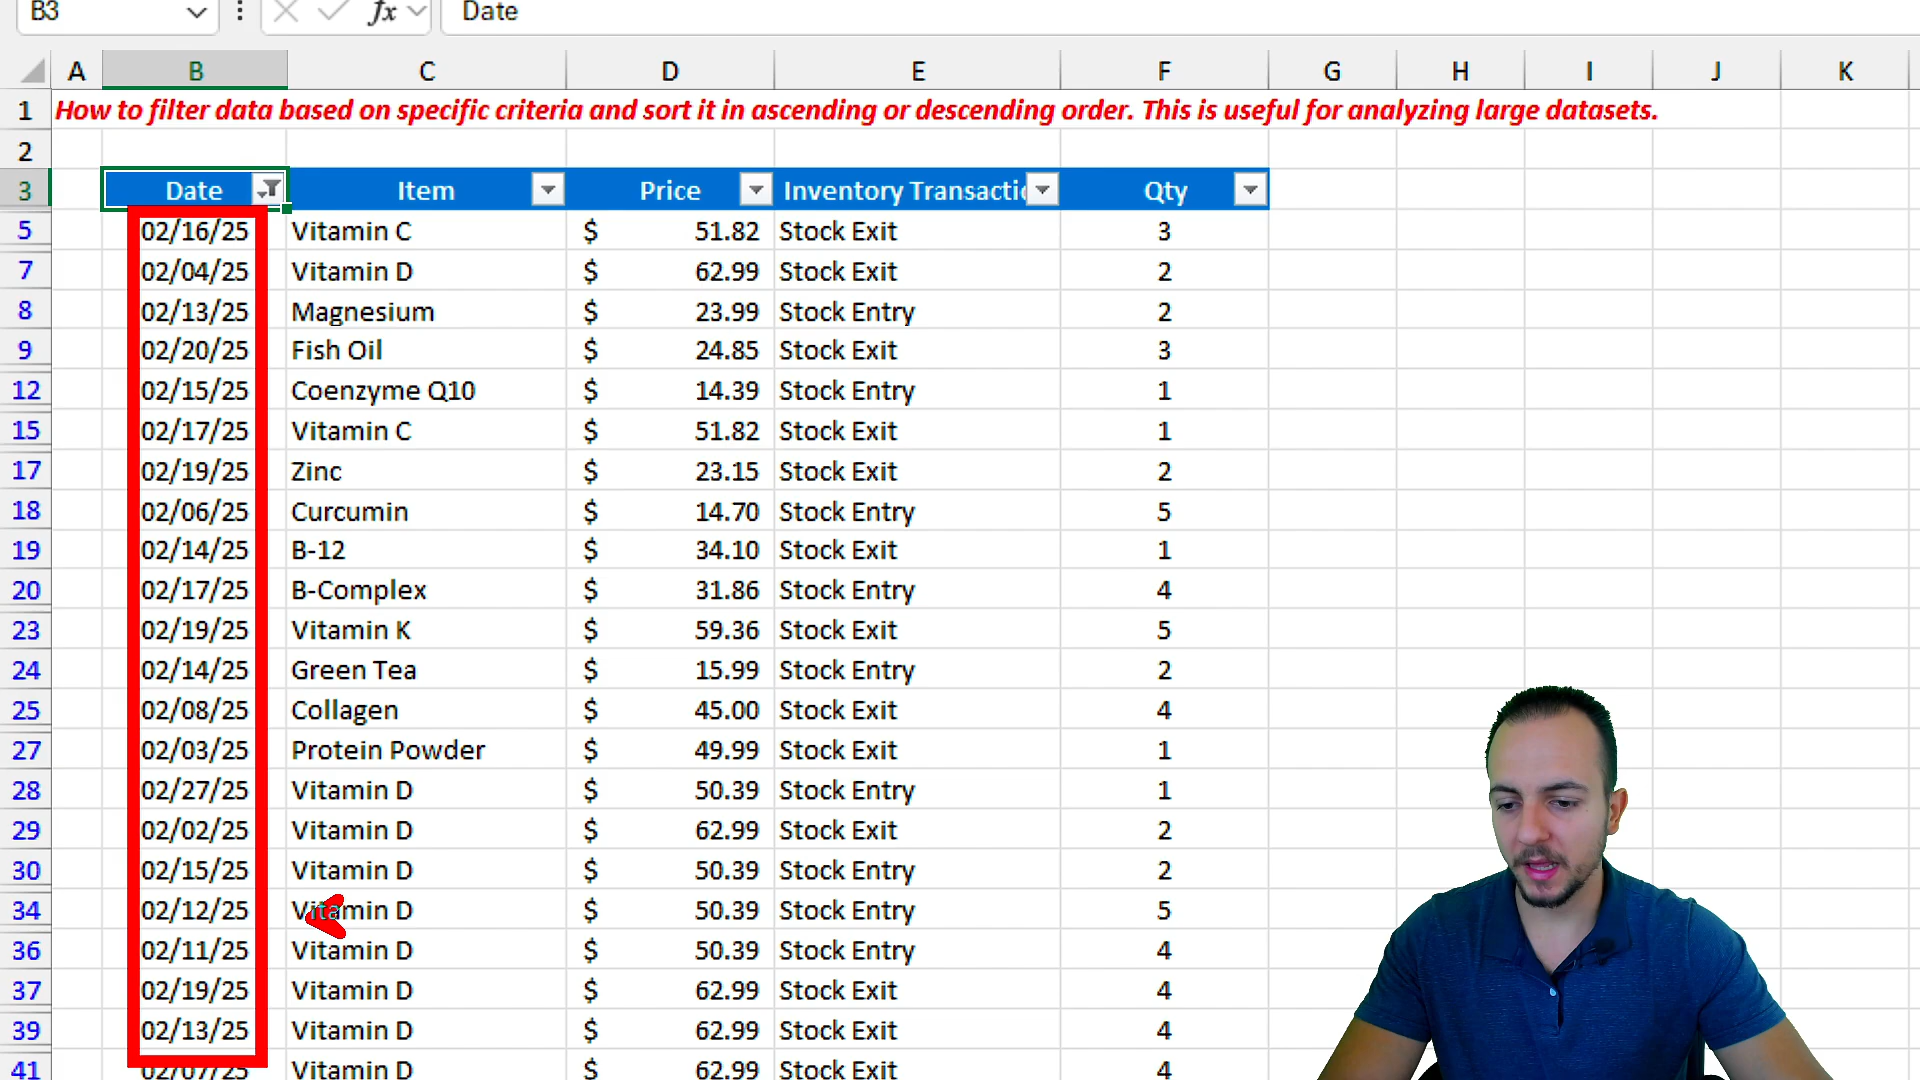 B3 fx Date
A B C D E F G H I J K
1 How to filter data based on specific criteria and sort it in ascending or descending order. This is useful for analyzing large datasets.
2
3 Date Item Price Inventory Transactio Qty
5 02/16/25 Vitamin C $ 51.82 Stock Exit 3
7 02/04/25 Vitamin D $ 62.99 Stock Exit 2
8 02/13/25 Magnesium $ 23.99 Stock Entry 2
9 02/20/25 Fish Oil $ 24.85 Stock Exit 3
12 02/15/25 Coenzyme Q10 $ 14.39 Stock Entry 1
15 02/17/25 Vitamin C $ 51.82 Stock Exit 1
17 02/19/25 Zinc $ 23.15 Stock Exit 2
18 02/06/25 Curcumin $ 14.70 Stock Entry 5
19 02/14/25 B-12 $ 34.10 Stock Exit 1
20 02/17/25 B-Complex $ 31.86 Stock Entry 4
23 02/19/25 Vitamin K $ 59.36 Stock Exit 5
24 02/14/25 Green Tea $ 15.99 Stock Entry 2
25 02/08/25 Collagen $ 45.00 Stock Exit 4
27 02/03/25 Protein Powder $ 49.99 Stock Exit 1
28 02/27/25 Vitamin D $ 50.39 Stock Entry 1
29 02/02/25 Vitamin D $ 62.99 Stock Exit 2
30 02/15/25 Vitamin D $ 50.39 Stock Entry 2
34 02/12/25 Vitamin D $ 50.39 Stock Entry 5
36 02/11/25 Vitamin D $ 50.39 Stock Entry 4
37 02/19/25 Vitamin D $ 62.99 Stock Exit 4
39 02/13/25 Vitamin D $ 62.99 Stock Exit 4
41 02/07/25 Vitamin D $ 62.99 Stock Exit 4